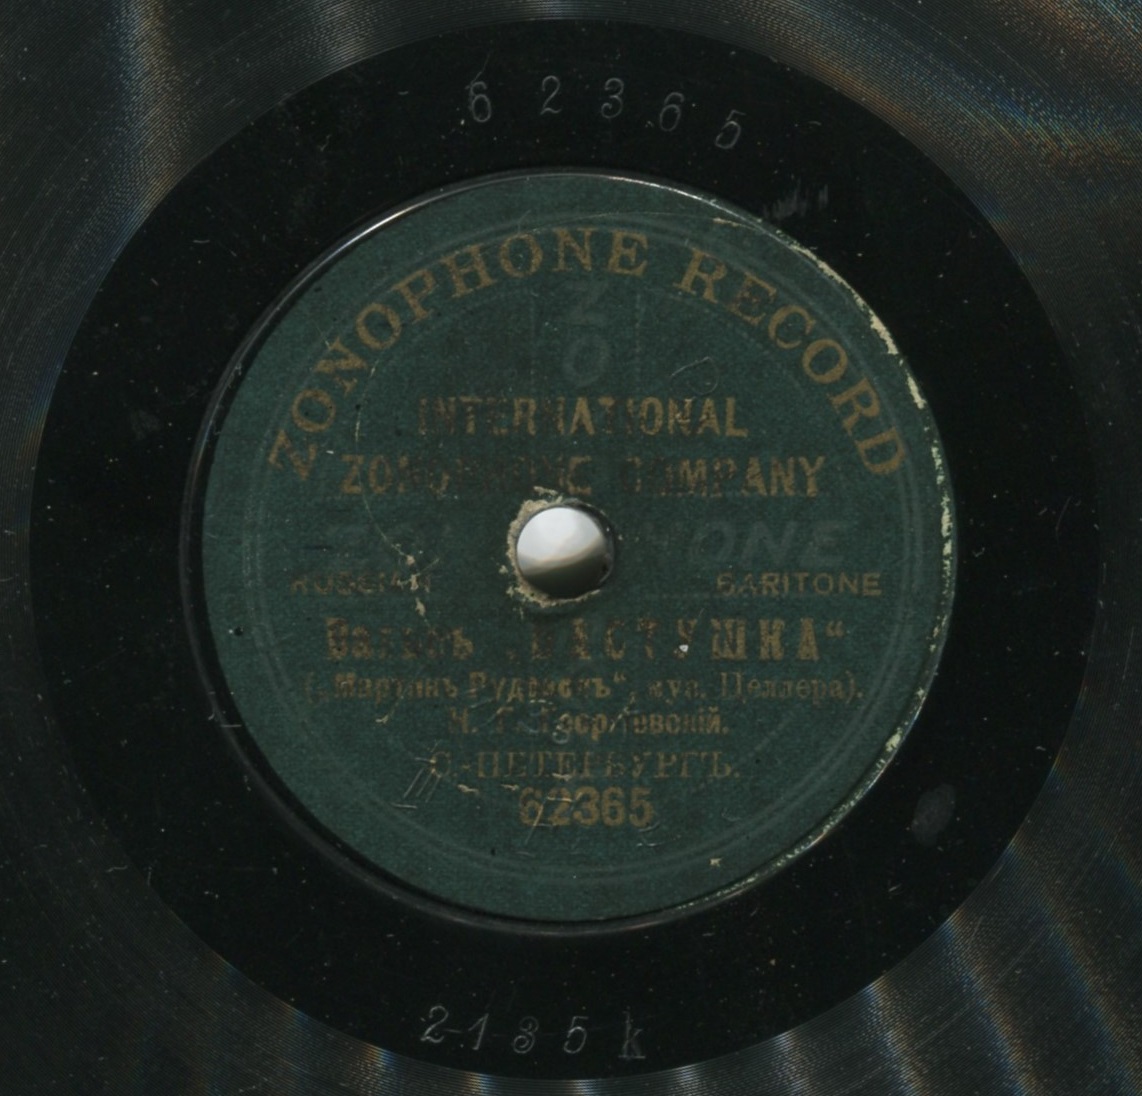 62365
ZONOPHONE RECORD
INTERNATIONAL
ZONOPHONE COMPANY
RUSSIAN BARITONE
Вальсъ „ПАСТУШКА“
(„Мартинъ Рудокопъ“, муз. Целлера).
С.-ПЕТЕРБУРГЪ.
62365
2135 k